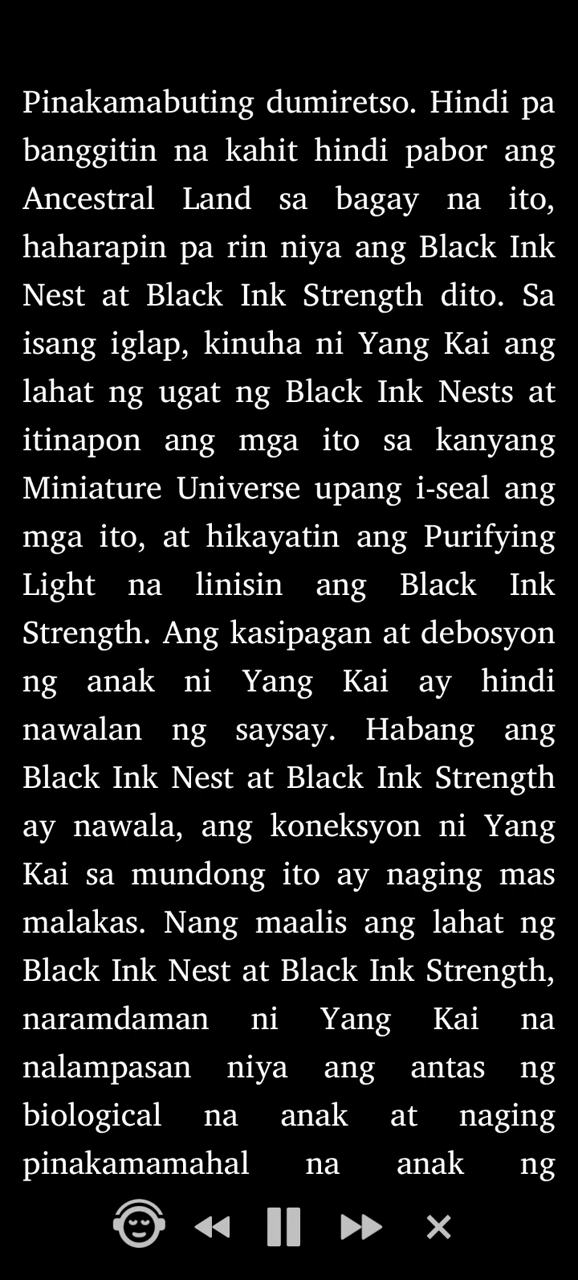 Pinakamabuting dumiretso. Hindi pa
banggitin na kahit hindi pabor ang
Ancestral Land sa bagay na ito,
haharapin pa rin niya ang Black Ink
Nest at Black Ink Strength dito. Sa
isang iglap, kinuha ni Yang Kai ang
lahat ng ugat ng Black Ink Nests at
itinapon ang mga ito sa kanyang
Miniature Universe upang i-seal ang
mga ito, at hikayatin ang Purifying
Light na linisin ang Black Ink
Strength. Ang kasipagan at debosyon
ng anak ni Yang Kai ay hindi
nawalan ng saysay. Habang ang
Black Ink Nest at Black Ink Strength
ay nawala, ang koneksyon ni Yang
Kai sa mundong ito ay naging mas
malakas. Nang maalis ang lahat ng
Black Ink Nest at Black Ink Strength,
naramdaman ni Yang Kai na
nalampasan niya ang antas ng
biological na anak at naging
pinakamamahal na anak ng